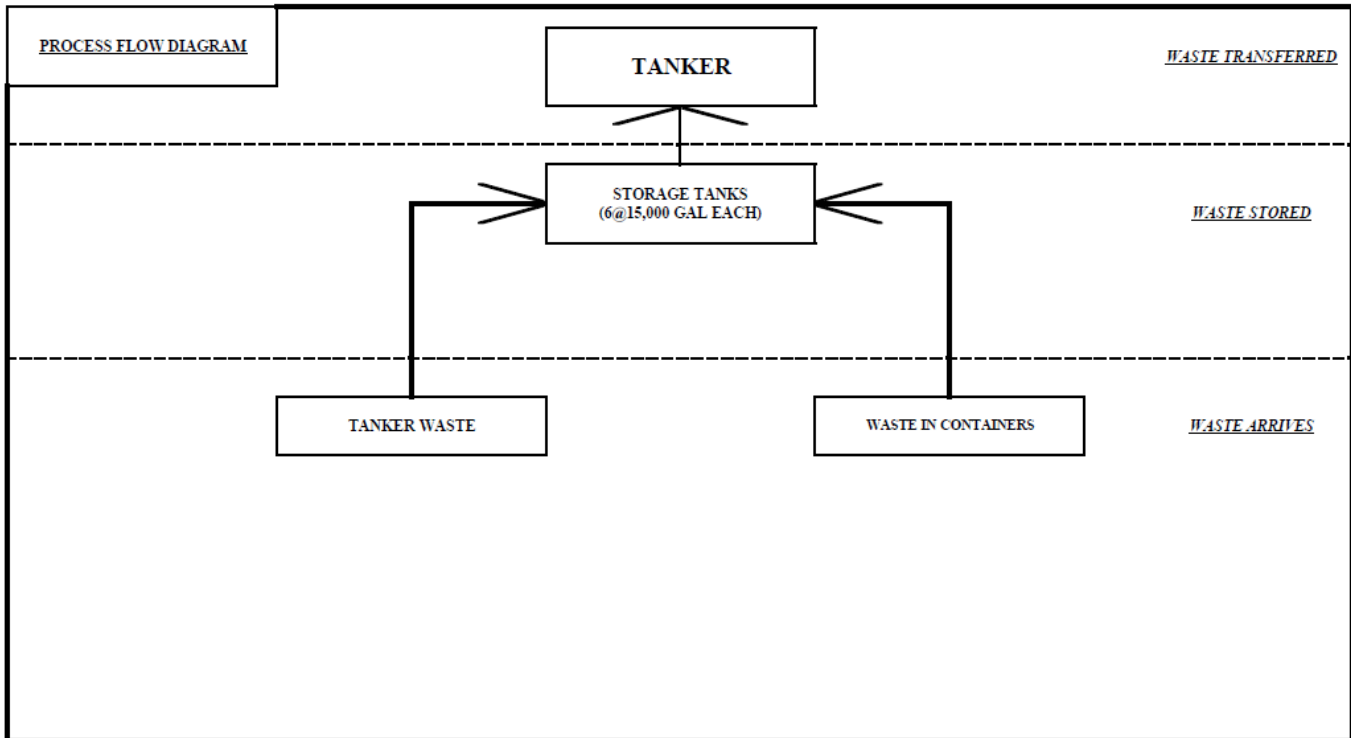 PROCESS FLOW DIAGRAM
TANKER
WASTE TRANSFERRED
STORAGE TANKS
(6@15,000 GAL EACH)
WASTE STORED
TANKER WASTE
WASTE IN CONTAINERS
WASTE ARRIVES